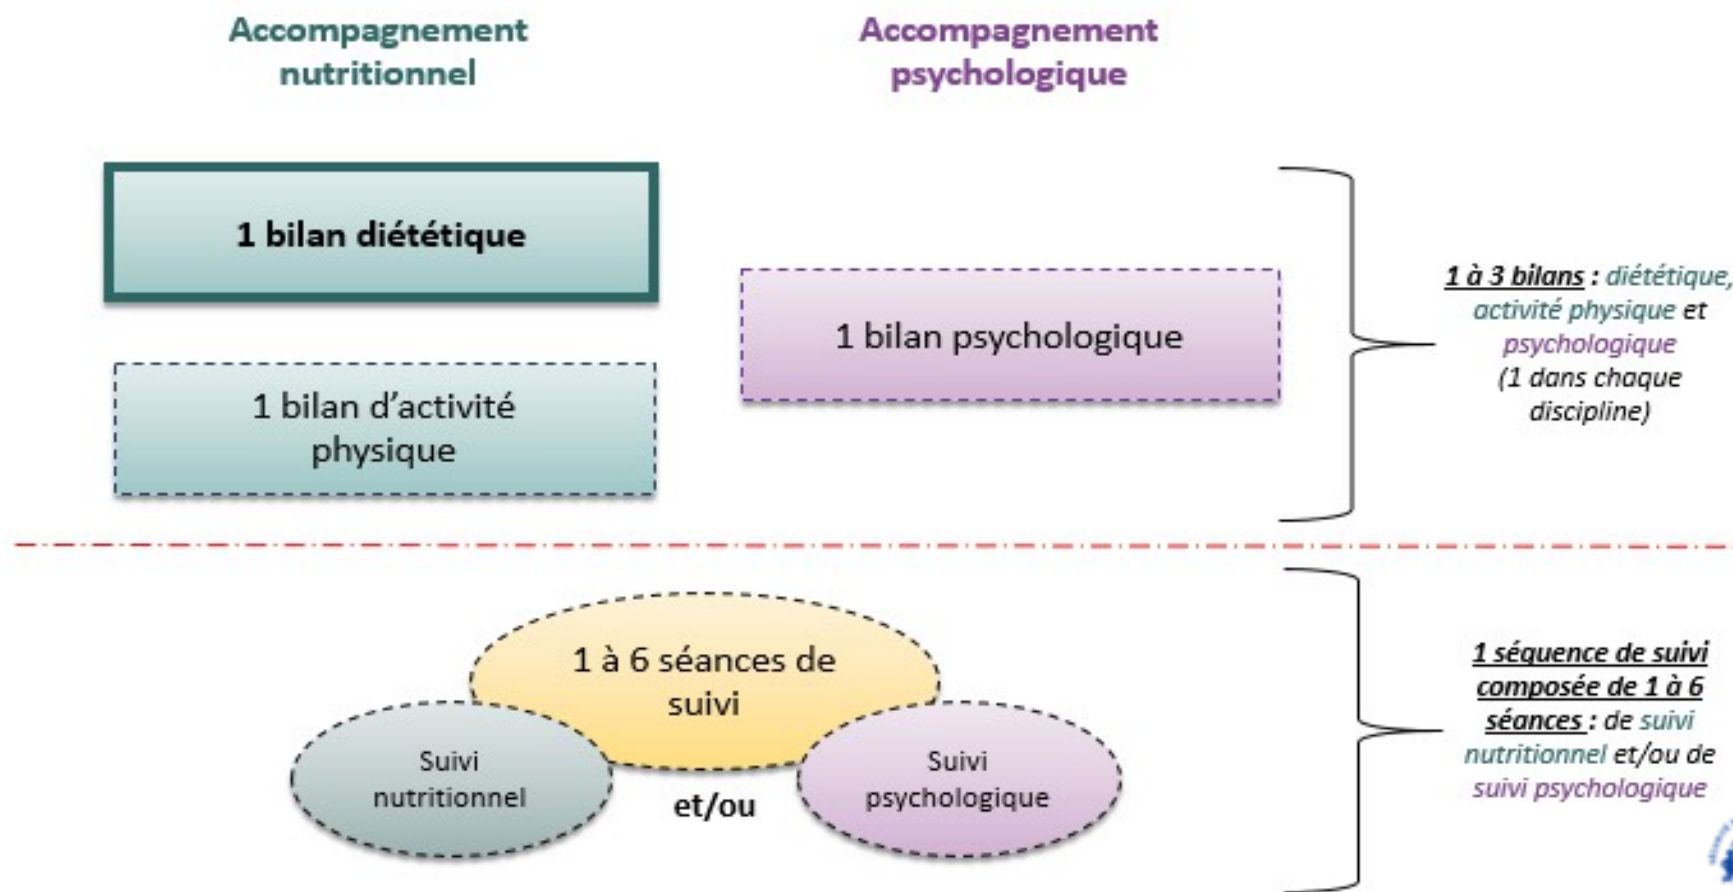 Accompagnement
nutritionnel
Accompagnement
psychologique
1 bilan diététique
1 bilan d’activité
physique
1 bilan psychologique
1 à 3 bilans : diététique,
activité physique et
psychologique
(1 dans chaque
discipline)
1 à 6 séances de
suivi
Suivi
nutritionnel
et/ou
Suivi
psychologique
1 séquence de suivi
composée de 1 à 6
séances : de suivi
nutritionnel et/ou de
suivi psychologique